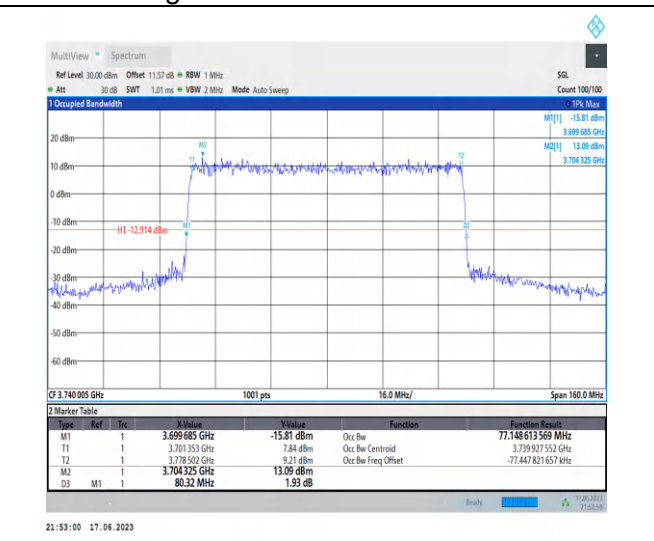 MultiView Spectrum
Ref Level 30.00 dBm Offset 11.57 dB RBW 1 MHz SGL
Att 30 dB SWT 1.01 ms VBW 2 MHz Mode Auto Sweep Count 100/100
1 Occupied Bandwidth 1Pk Max
M1[1] -15.81 dBm
3.699 685 GHz
M2[1] 13.09 dBm
3.704 325 GHz
20 dBm
M2
T1
T2
10 dBm
0 dBm
-10 dBm
H1 -12.914 dBm
M1
D3
-20 dBm
-30 dBm
-40 dBm
-50 dBm
-60 dBm
CF 3.740 005 GHz 1001 pts 16.0 MHz/ Span 160.0 MHz
2 Marker Table
Type Ref Trc X-Value Y-Value Function Function Result
M1 1 3.699 685 GHz -15.81 dBm Occ Bw 77.148 613 569 MHz
T1 1 3.701 353 GHz 7.84 dBm Occ Bw Centroid 3.739 927 552 GHz
T2 1 3.778 502 GHz 9.21 dBm Occ Bw Freq Offset -77.447 821 657 kHz
M2 1 3.704 325 GHz 13.09 dBm
D3 M1 1 80.32 MHz 1.93 dB
Ready 17.06.2023
21:53:00 17.06.2023